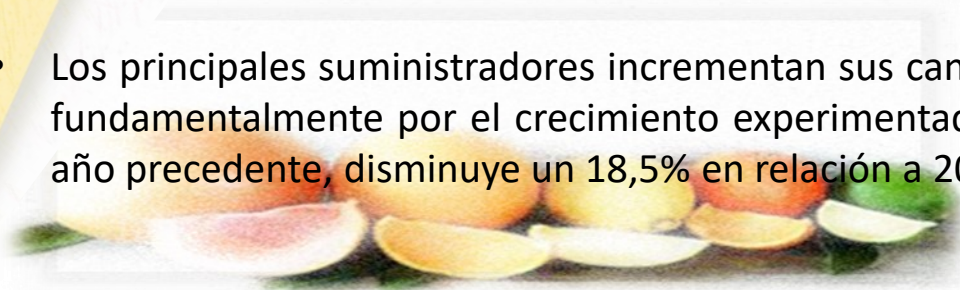 • Los principales suministradores incrementan sus can
fundamentalmente por el crecimiento experimentad
año precedente, disminuye un 18,5% en relación a 20